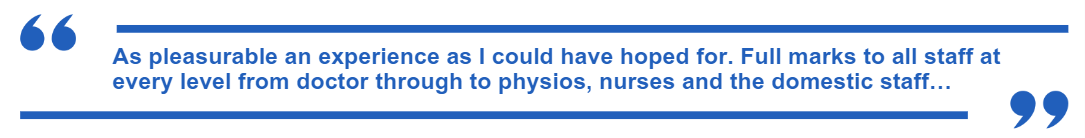 As pleasurable an experience as I could have hoped for. Full marks to all staff at
every level from doctor through to physios, nurses and the domestic staff…